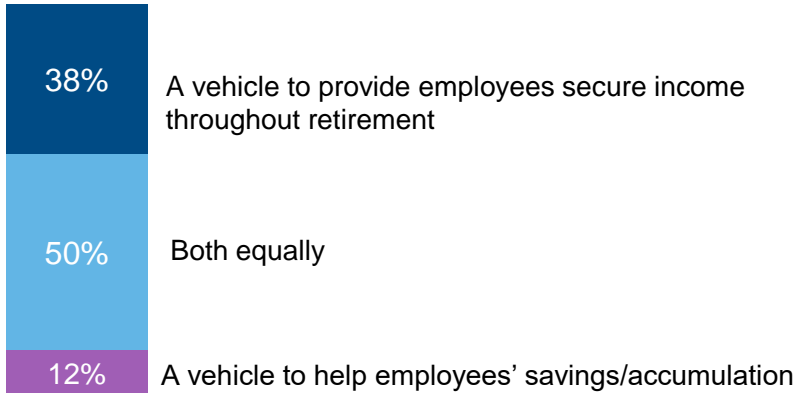 38%
A vehicle to provide employees secure income
throughout retirement
50%
Both equally
12%
A vehicle to help employees’ savings/accumulation